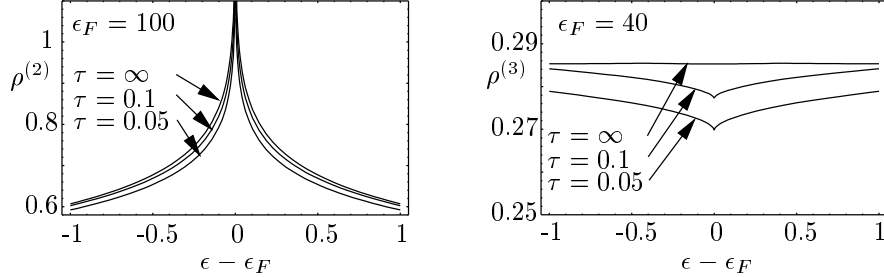 ϵ_F = 100
1
ρ^(2)
τ = ∞
τ = 0.1
0.8
τ = 0.05
0.6
-1 -0.5 0 0.5 1
ϵ − ϵ_F
0.29
ϵ_F = 40
ρ^(3)
0.27
τ = ∞
τ = 0.1
τ = 0.05
0.25
-1 -0.5 0 0.5 1
ϵ − ϵ_F